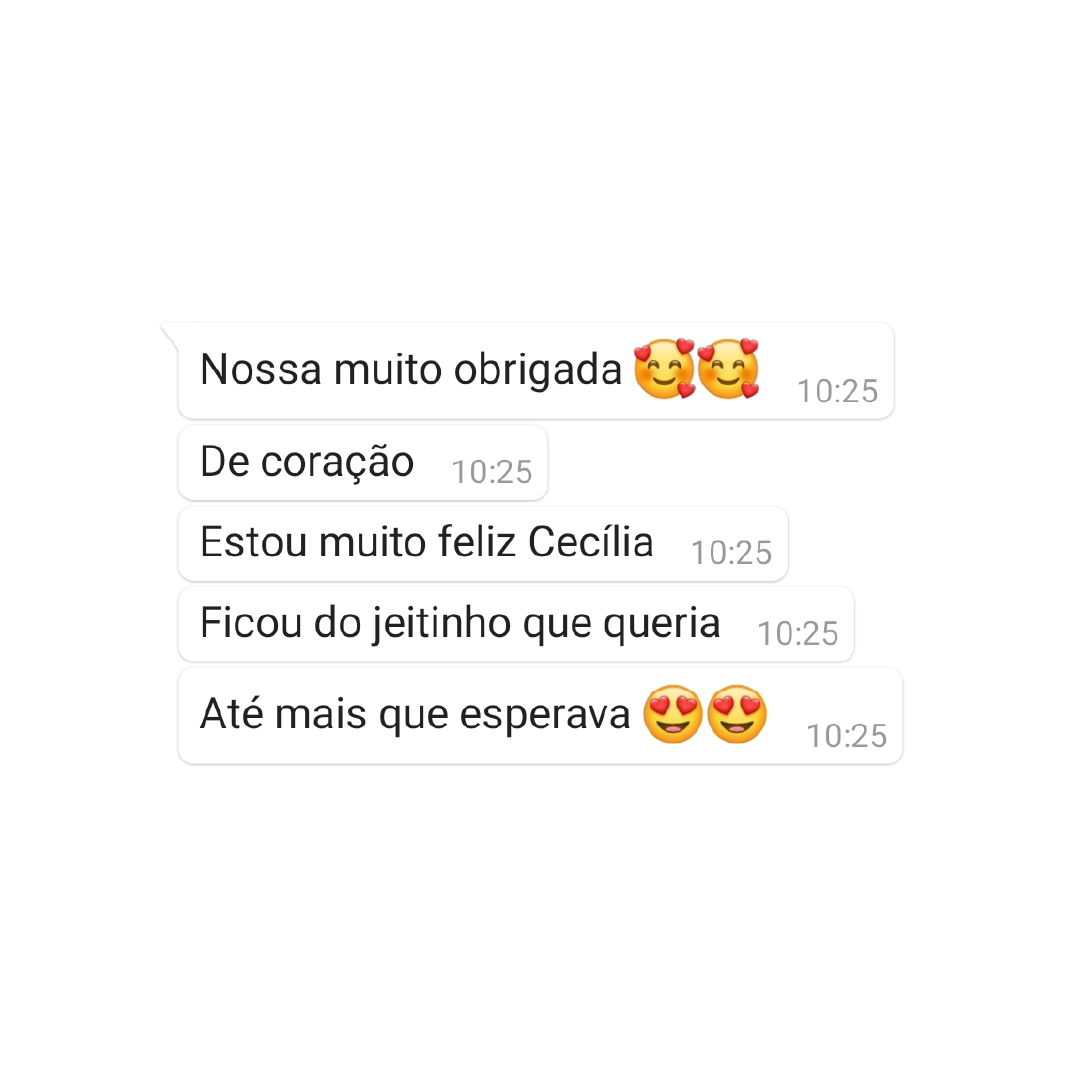 Nossa muito obrigada 🥰🥰 10:25
De coração 10:25
Estou muito feliz Cecília 10:25
Ficou do jeitinho que queria 10:25
Até mais que esperava 😍😍 10:25